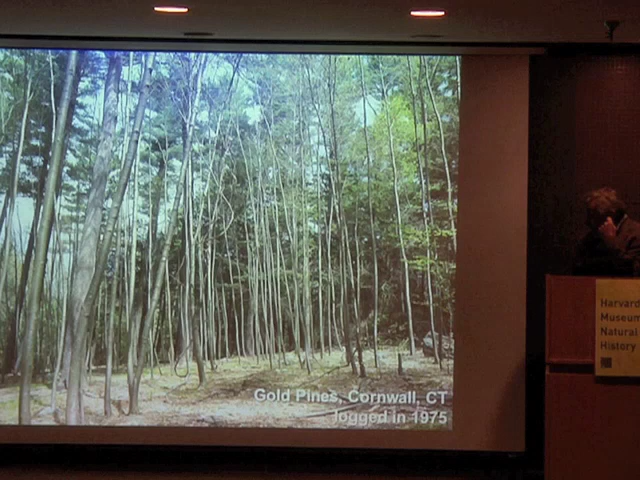 Gold Pines, Cornwall, CT
logged in 1975
Harvard
Museum
Natural
History